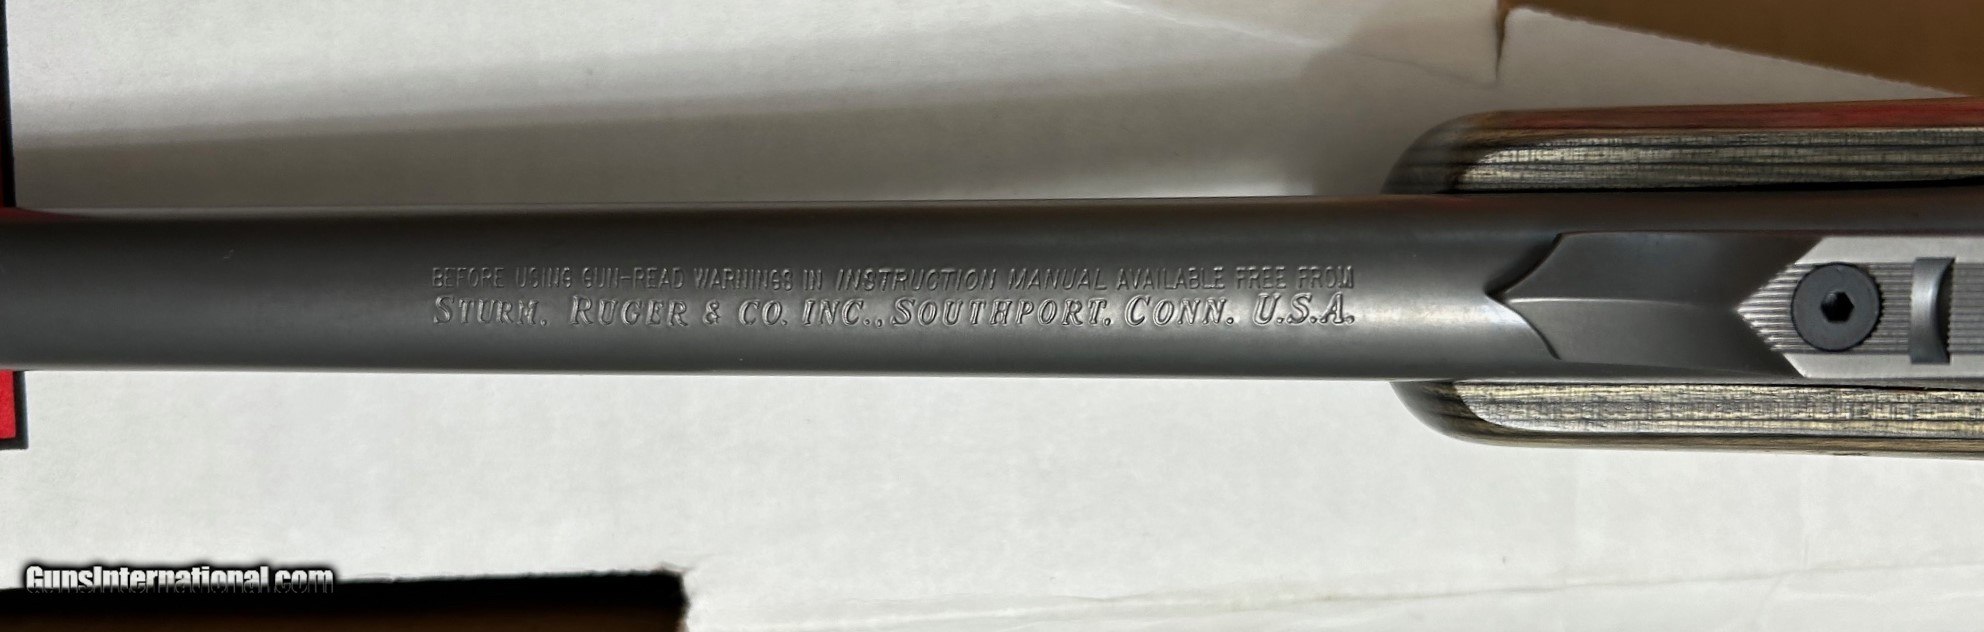 BEFORE USING GUN-READ WARNINGS IN INSTRUCTION MANUAL AVAILABLE FREE FROM
STURM, RUGER & CO. INC., SOUTHPORT, CONN. U.S.A.
GunsInternational.com